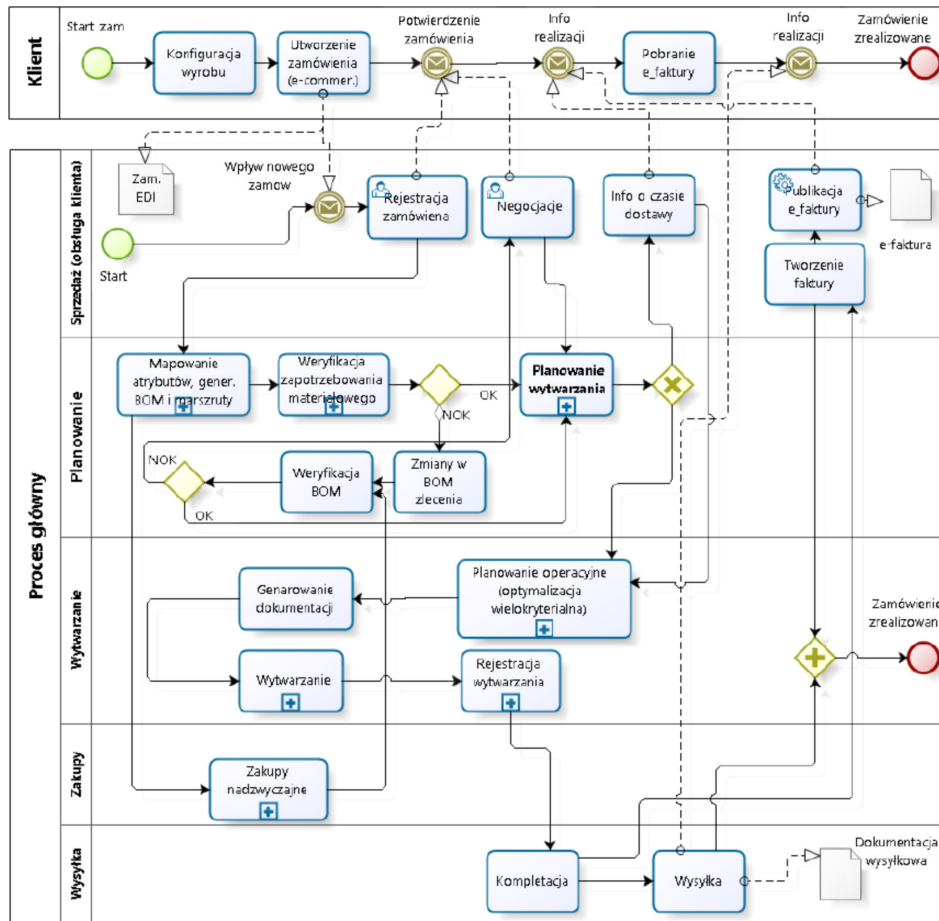 Klient
Start zam
Konfiguracja
wyrobu
Utworzenie
zamówienia
(e-commer.)
Potwierdzenie
zamówienia
Info
realizacji
Pobranie
e_faktury
Info
realizacji
Zamówienie
zrealizowane
Proces główny
Sprzedaż (obsługa klienta)
Zam.
EDI
Wpływ nowego
zamow
Start
Rejestracja
zamówiena
Negocjacje
Info o czasie
dostawy
Publikacja
e_faktury
e-faktura
Tworzenie
faktury
Planowanie
Mapowanie
atrybutów, gener.
BOM i marszruty
Weryfikacja
zapotrzebowania
materiałowego
OK
NOK
Planowanie
wytwarzania
NOK
OK
Weryfikacja
BOM
Zmiany w
BOM
zlecenia
Wytwarzanie
Genarowanie
dokumentacji
Planowanie operacyjne
(optymalizacja
wielokryterialna)
Wytwarzanie
Rejestracja
wytwarzania
Zamówienie
zrealizowane
Zakupy
Zakupy
nadzwyczajne
Wysyłka
Kompletacja
Wysyłka
Dokumentacja
wysyłkowa